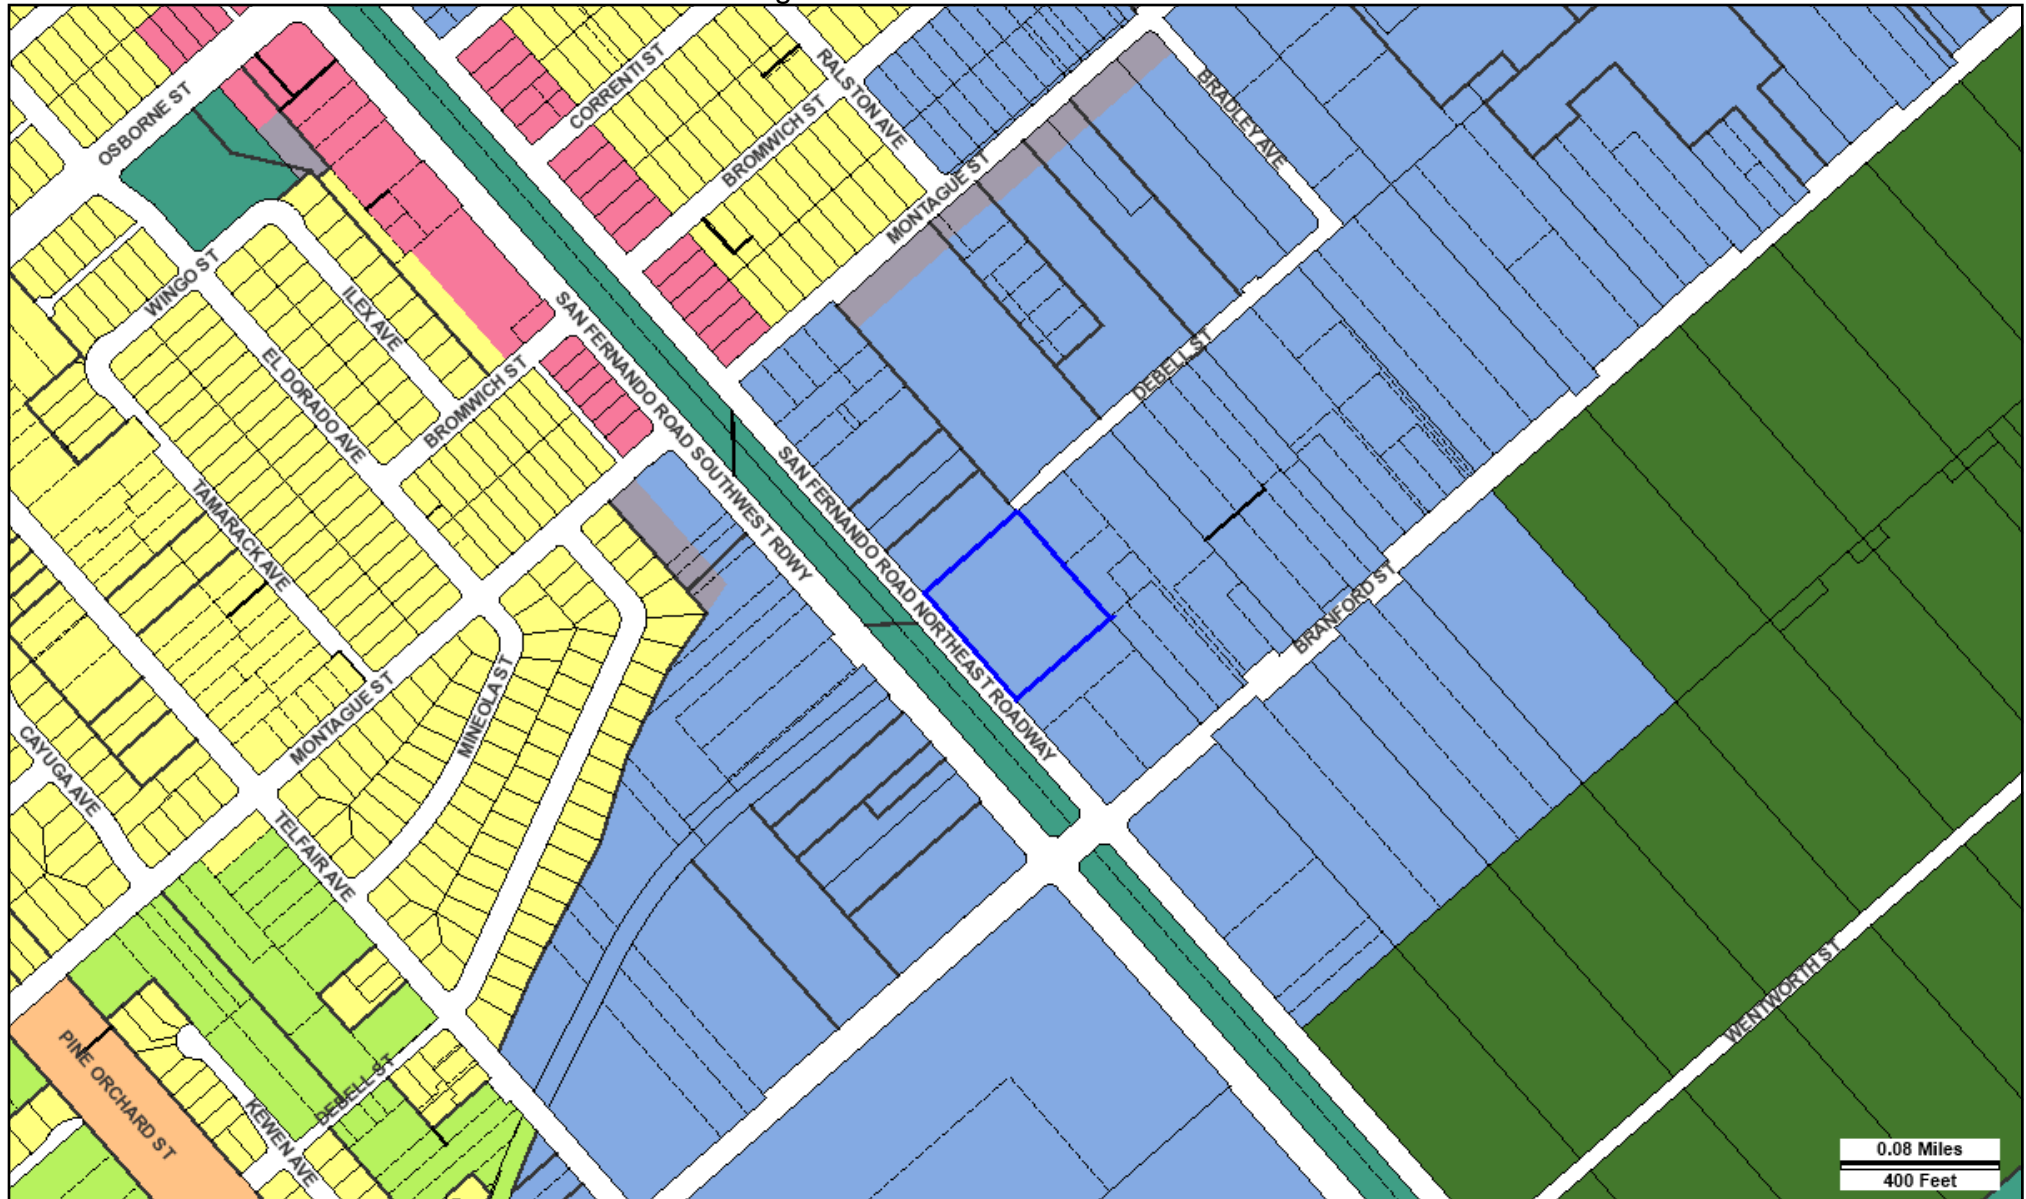 OSBORNE ST
CORRENTI ST
RALSTON AVE
BROMWICH ST
BRADLEY AVE
MONTAGUE ST
WINGO ST
ILEX AVE
EL DORADO AVE
BROMWICH ST
SAN FERNANDO ROAD SOUTHWEST RDWY
DEBELL ST
TAMARACK AVE
SAN FERNANDO ROAD NORTHEAST ROADWAY
BRANFORD ST
MONTAGUE ST
MINEOLA ST
CAYUGA AVE
TELFAIR AVE
WENTWORTH ST
PINE ORCHARD ST
DEBELL ST
KEWEN AVE
0.08 Miles
400 Feet